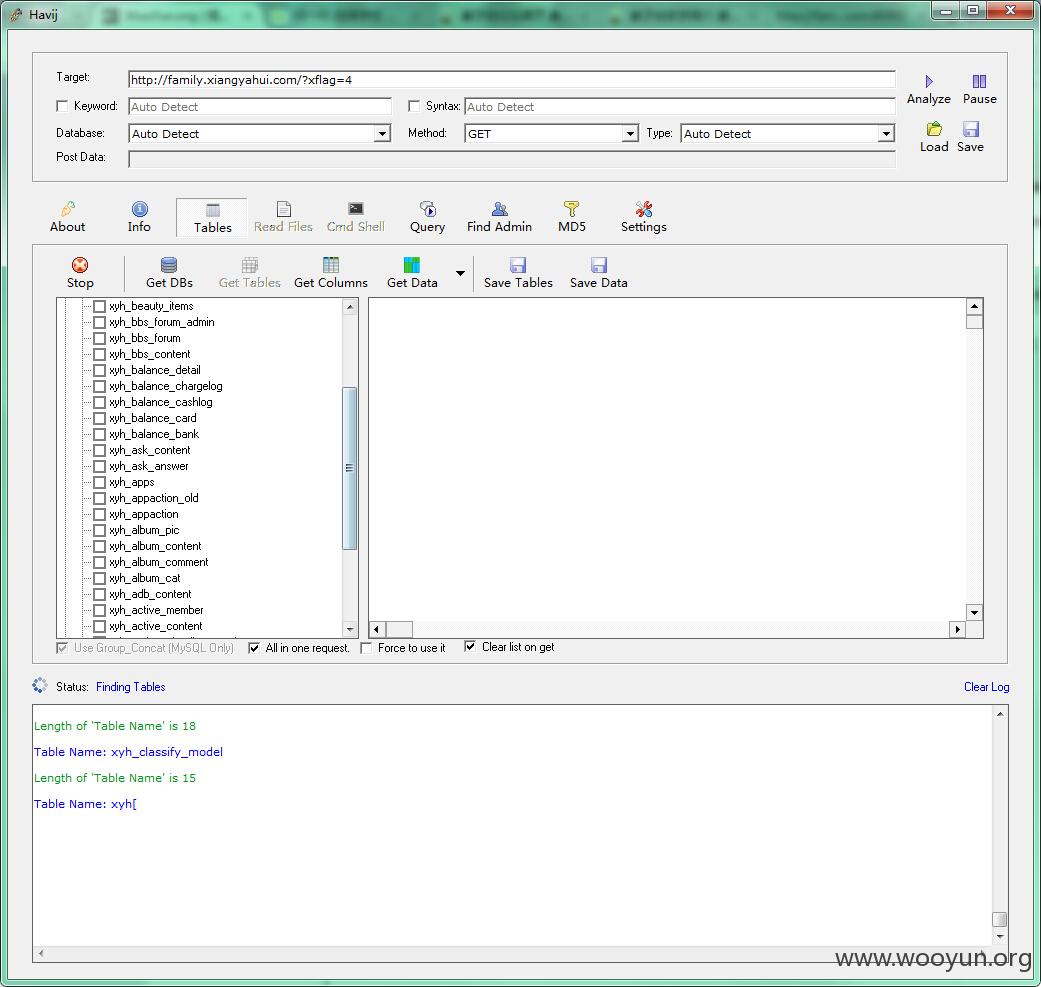 Havij
Target: http://family.xiangyahui.com/?xflag=4
Analyze Pause
Keyword: Auto Detect Syntax: Auto Detect
Database: Auto Detect Method: GET Type: Auto Detect
Load Save
Post Data:
About Info Tables Read Files Cmd Shell Query Find Admin MD5 Settings
Stop Get DBs Get Tables Get Columns Get Data Save Tables Save Data
xyh_beauty_items
xyh_bbs_forum_admin
xyh_bbs_forum
xyh_bbs_content
xyh_balance_detail
xyh_balance_chargelog
xyh_balance_cashlog
xyh_balance_card
xyh_balance_bank
xyh_ask_content
xyh_ask_answer
xyh_apps
xyh_appaction_old
xyh_appaction
xyh_album_pic
xyh_album_content
xyh_album_comment
xyh_album_cat
xyh_adb_content
xyh_active_member
xyh_active_content
Use Group_Concat (MySQL Only) All in one request. Force to use it Clear list on get
Status: Finding Tables Clear Log
Length of 'Table Name' is 18
Table Name: xyh_classify_model
Length of 'Table Name' is 15
Table Name: xyh[
www.wooyun.org